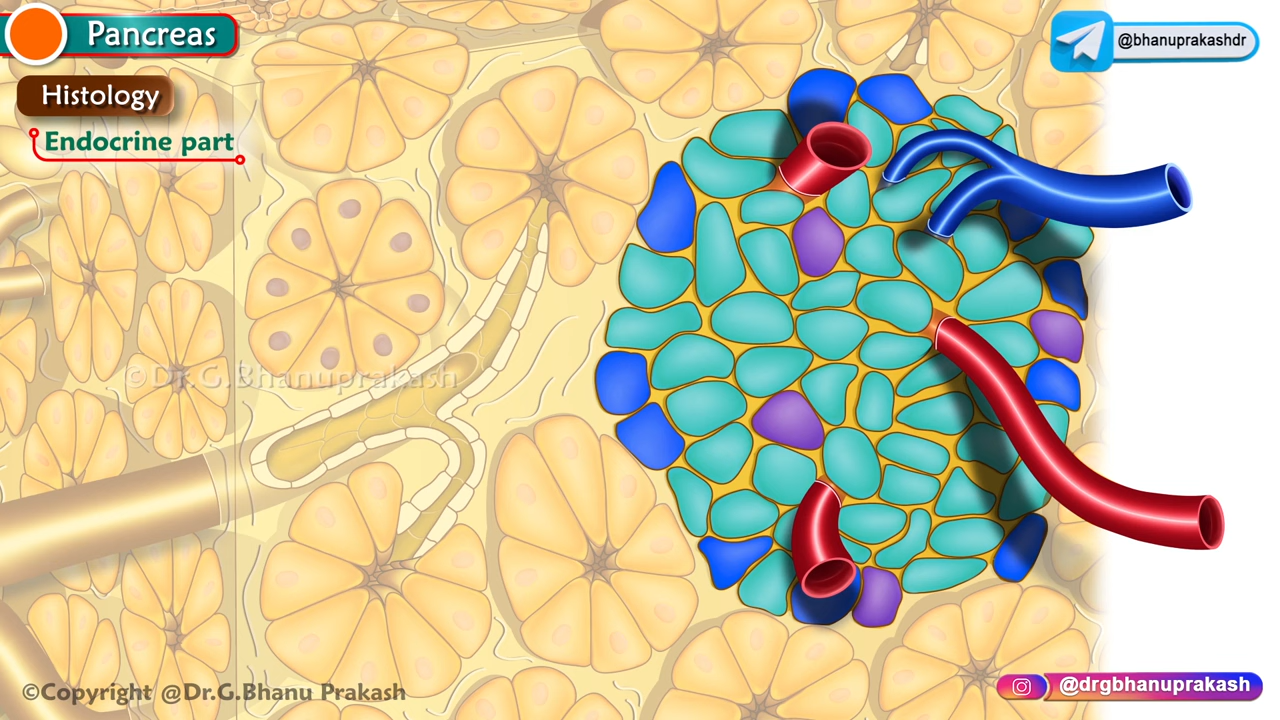 Pancreas
Histology
Endocrine part
@bhanuprakashdr
©Dr.G.Bhanuprakash
©Copyright @Dr.G.Bhanu Prakash
@drgbhanuprakash